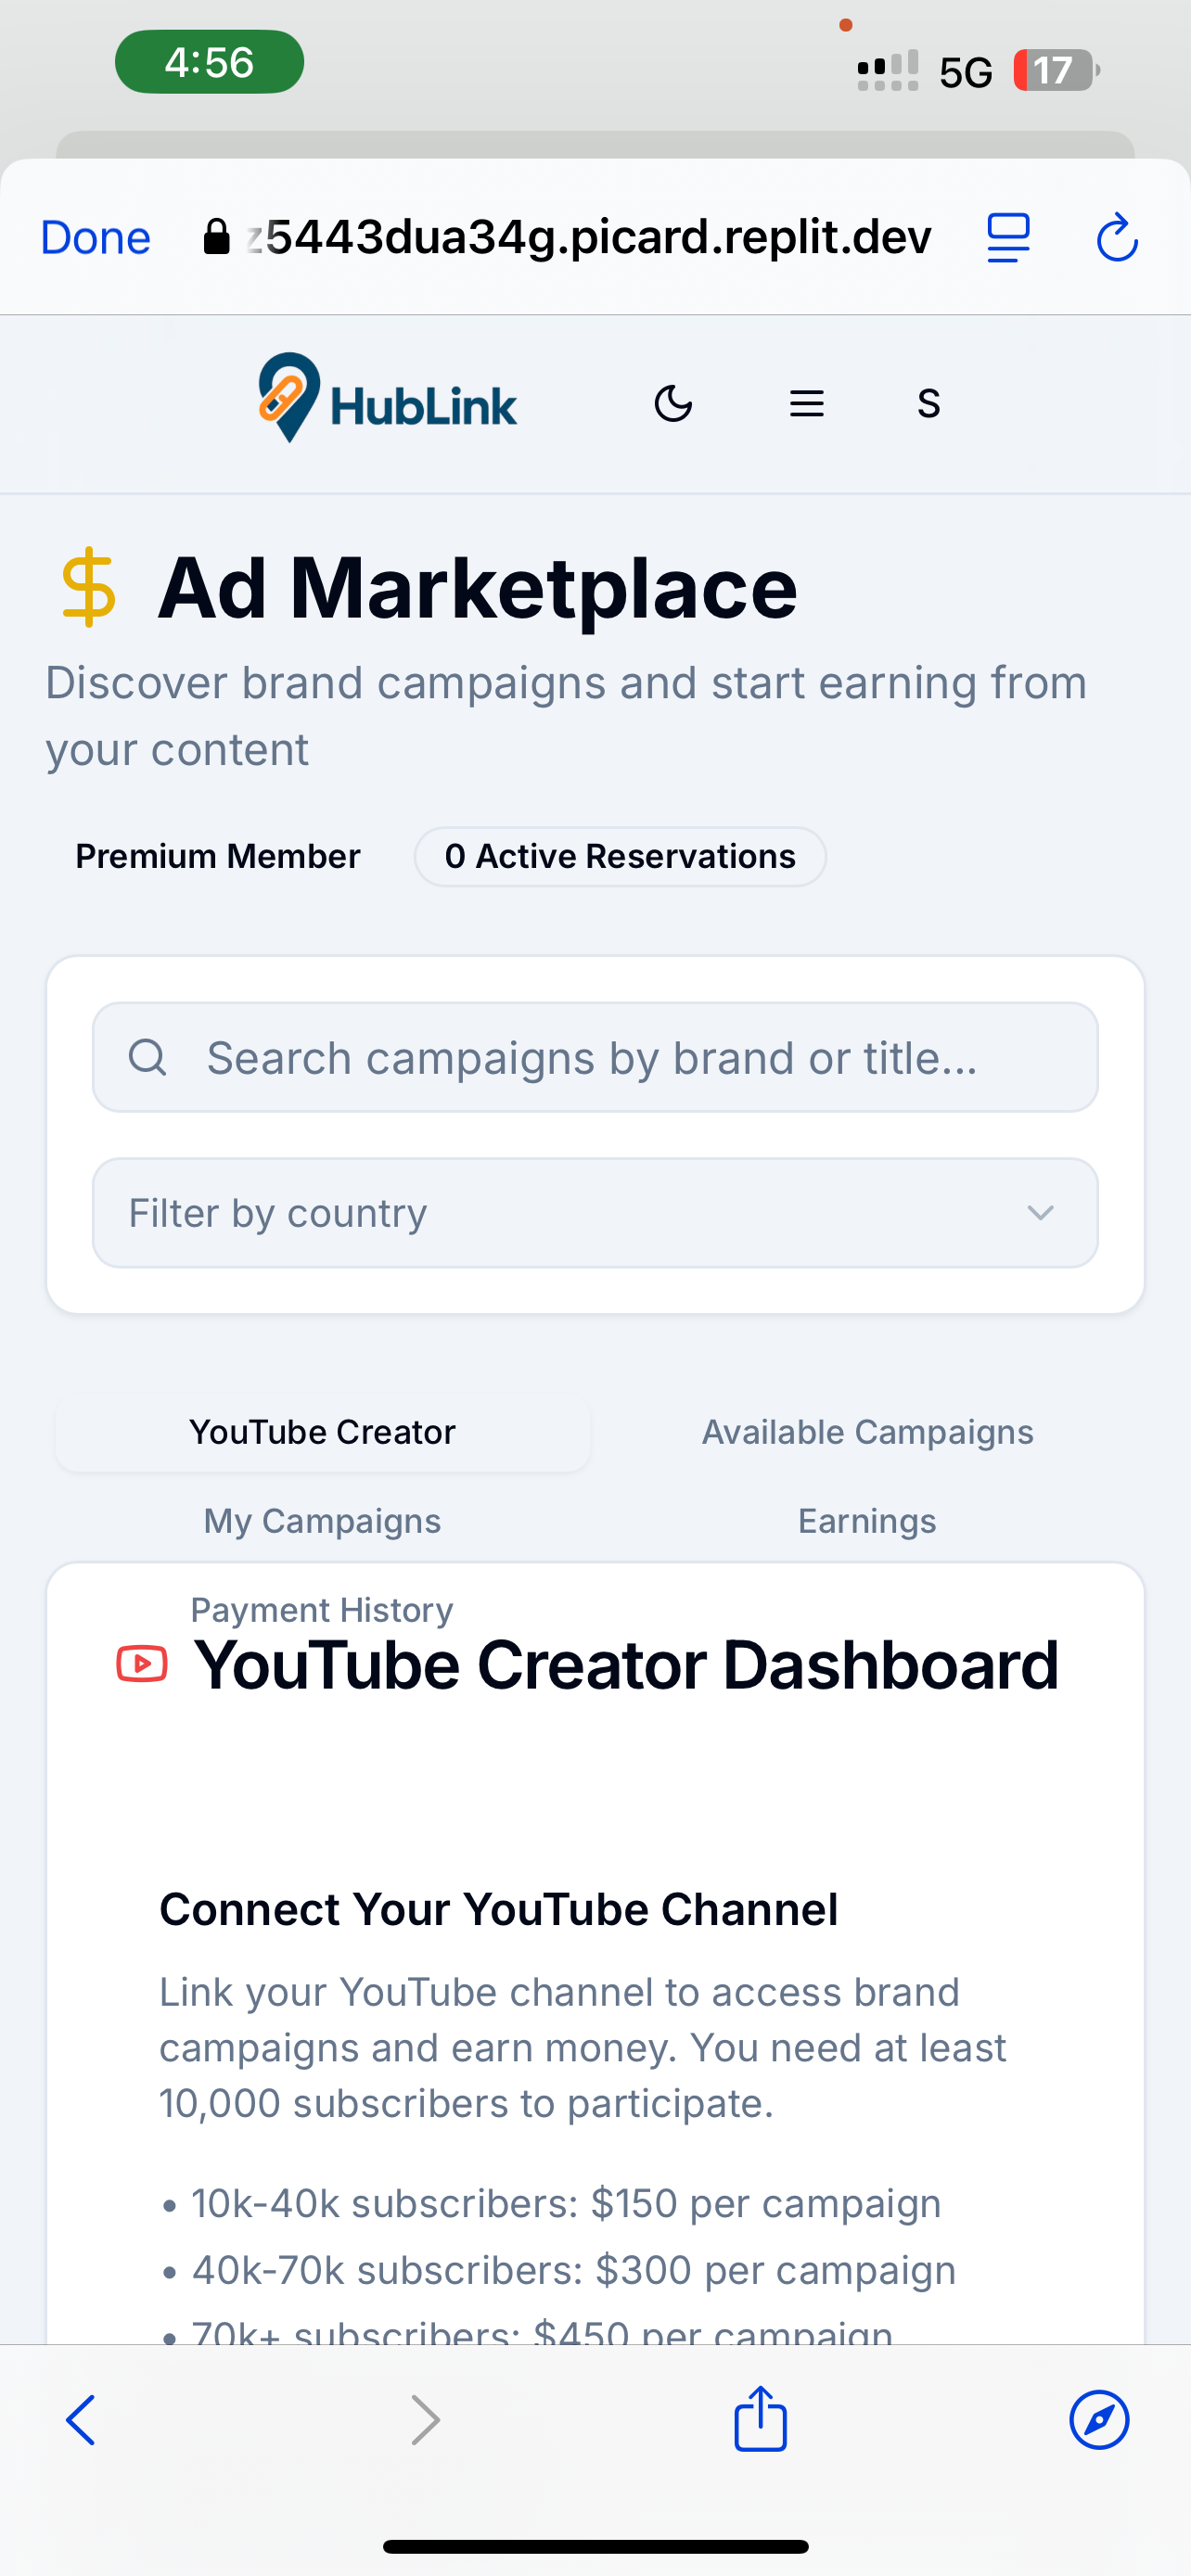 4:56
5G
17
Done
z5443dua34g.picard.replit.dev
HubLink
S
Ad Marketplace
Discover brand campaigns and start earning from
your content
Premium Member
0 Active Reservations
Search campaigns by brand or title...
Filter by country
YouTube Creator
Available Campaigns
My Campaigns
Earnings
Payment History
YouTube Creator Dashboard
Connect Your YouTube Channel
Link your YouTube channel to access brand
campaigns and earn money. You need at least
10,000 subscribers to participate.
• 10k-40k subscribers: $150 per campaign
• 40k-70k subscribers: $300 per campaign
• 70k+ subscribers: $450 per campaign